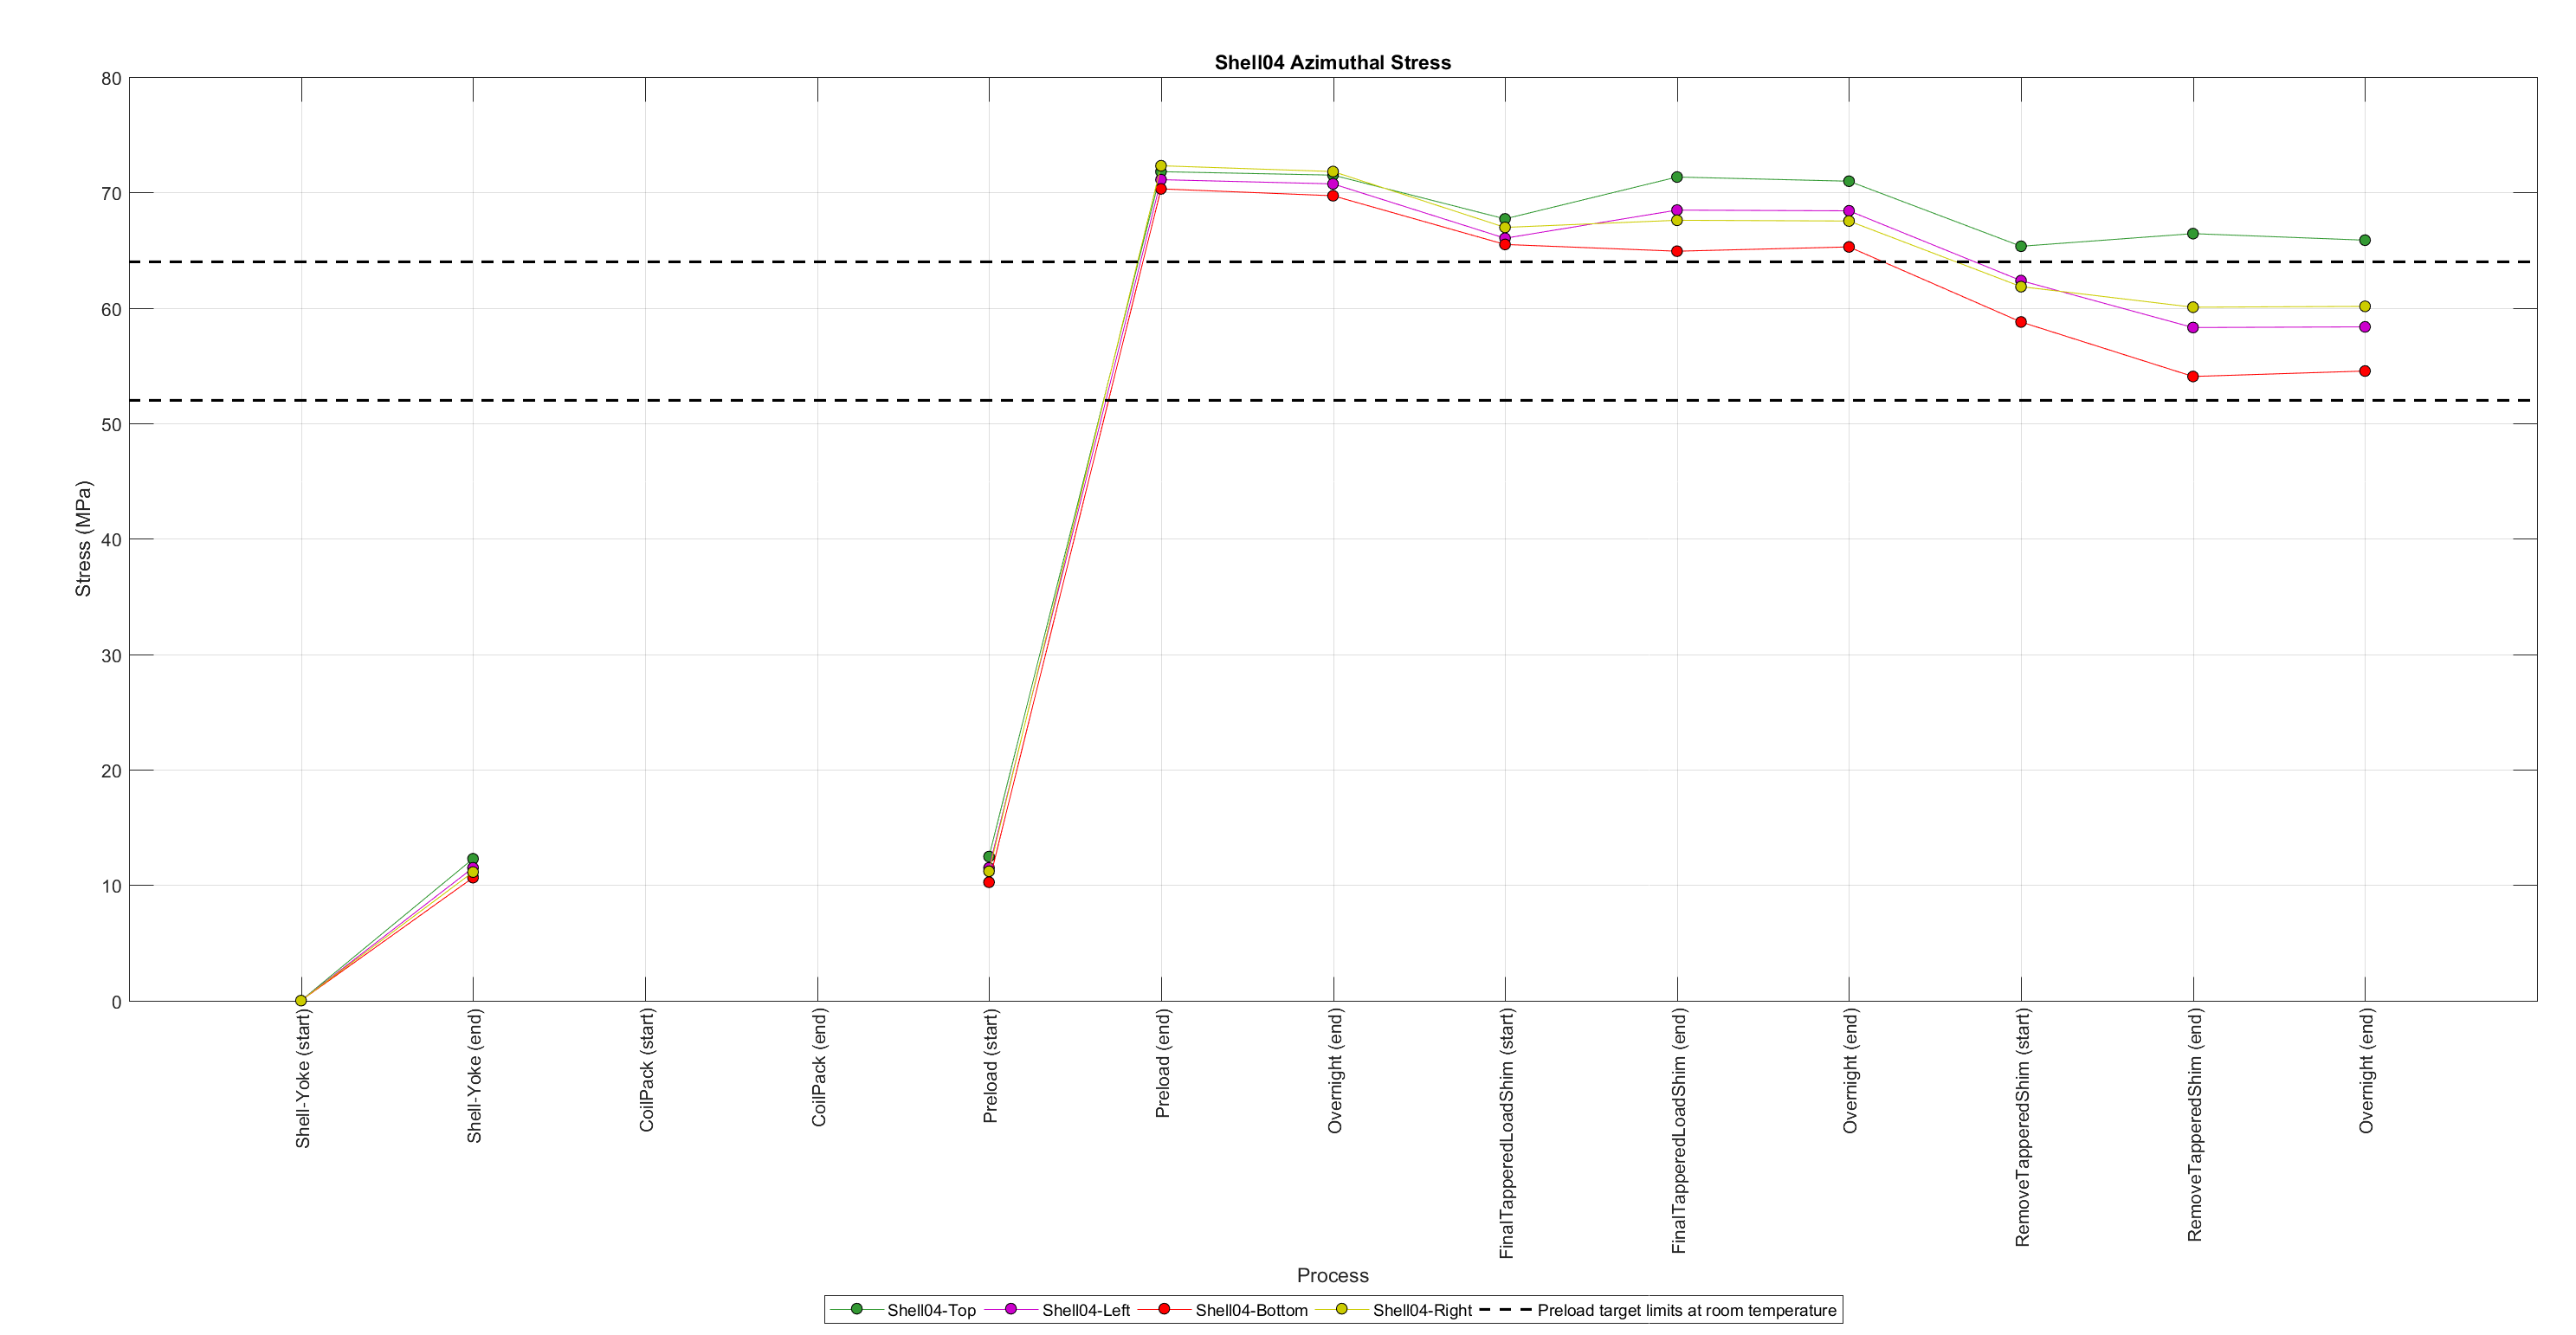 Shell04 Azimuthal Stress
80
70
60
50
40
30
20
10
0
Stress (MPa)
Shell-Yoke (start)
Shell-Yoke (end)
CoilPack (start)
CoilPack (end)
Preload (start)
Preload (end)
Overnight (end)
FinalTapperedLoadShim (start)
FinalTapperedLoadShim (end)
Overnight (end)
RemoveTapperedShim (start)
RemoveTapperedShim (end)
Overnight (end)
Process
Shell04-Top Shell04-Left Shell04-Bottom Shell04-Right Preload target limits at room temperature